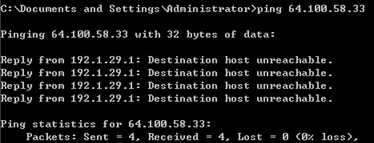 C:\Documents and Settings\Administrator>ping 64.100.58.33
Pinging 64.100.58.33 with 32 bytes of data:
Reply from 192.1.29.1: Destination host unreachable.
Reply from 192.1.29.1: Destination host unreachable.
Reply from 192.1.29.1: Destination host unreachable.
Reply from 192.1.29.1: Destination host unreachable.
Ping statistics for 64.100.58.33:
Packets: Sent = 4, Received = 4, Lost = 0 (0% loss),